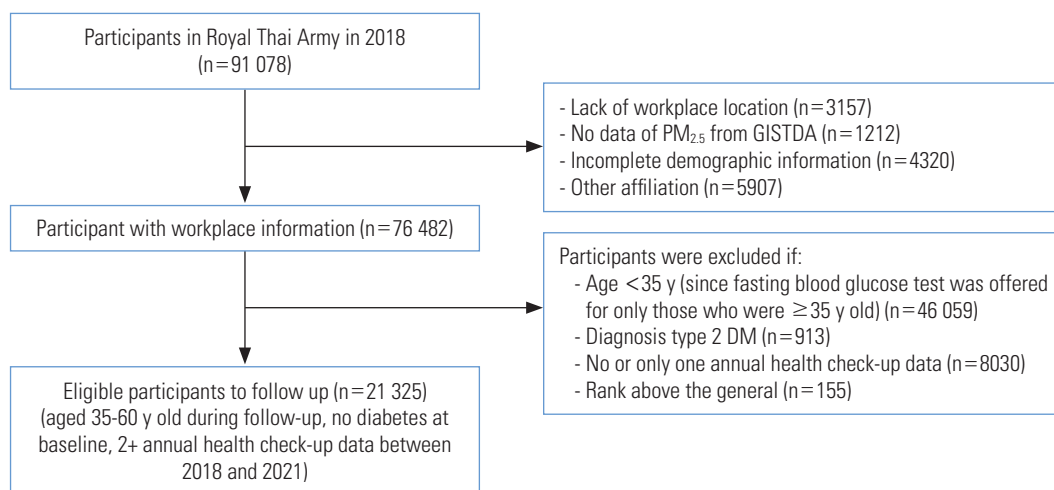 Participants in Royal Thai Army in 2018
(n=91 078)
- Lack of workplace location (n=3157)
- No data of PM2.5 from GISTDA (n=1212)
- Incomplete demographic information (n=4320)
- Other affiliation (n=5907)
Participant with workplace information (n=76 482)
Participants were excluded if:
- Age <35 y (since fasting blood glucose test was offered
for only those who were ≥35 y old) (n=46 059)
- Diagnosis type 2 DM (n=913)
- No or only one annual health check-up data (n=8030)
- Rank above the general (n=155)
Eligible participants to follow up (n=21 325)
(aged 35-60 y old during follow-up, no diabetes at
baseline, 2+ annual health check-up data between
2018 and 2021)